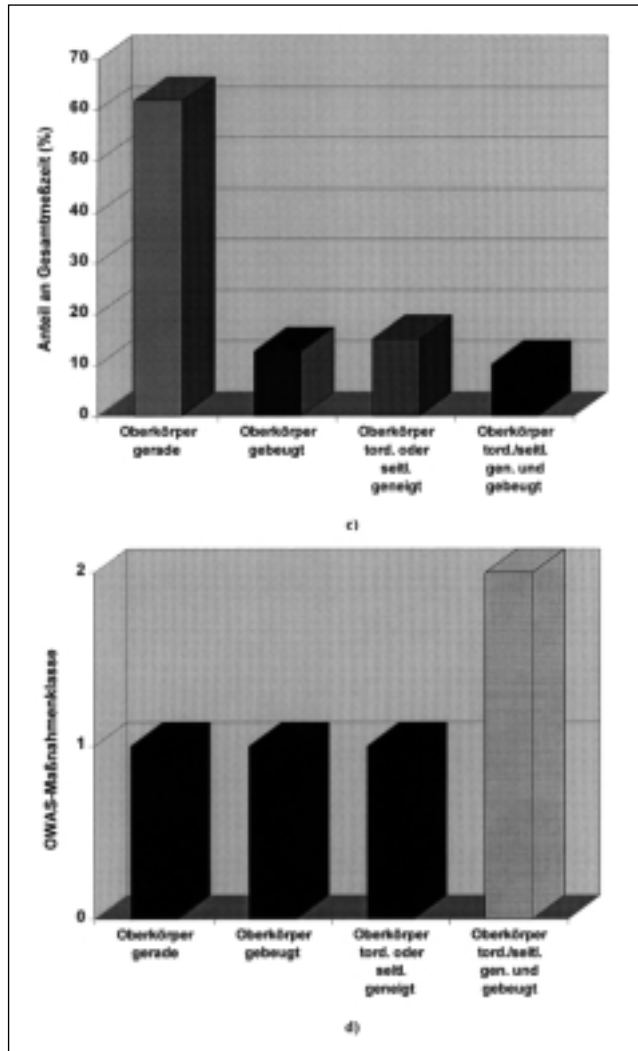 Anteil an Gesamtmeßzeit (%)
70
60
50
40
30
20
10
0
Oberkörper
gerade
Oberkörper
gebeugt
Oberkörper
tord. oder
seitl.
geneigt
Oberkörper
tord./seitl.
gen. und
gebeugt
c)
OWAS-Maßnahmenklasse
2
1
0
Oberkörper
gerade
Oberkörper
gebeugt
Oberkörper
tord. oder
seitl.
geneigt
Oberkörper
tord./seitl.
gen. und
gebeugt
d)